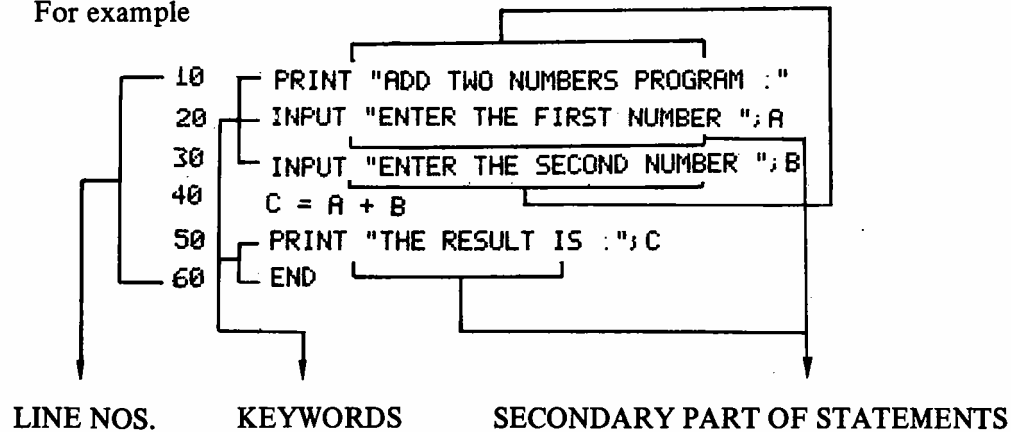 For example
10 PRINT "ADD TWO NUMBERS PROGRAM :"
20 INPUT "ENTER THE FIRST NUMBER ";A
30 INPUT "ENTER THE SECOND NUMBER ";B
40 C = A + B
50 PRINT "THE RESULT IS :";C
60 END
LINE NOS. KEYWORDS SECONDARY PART OF STATEMENTS